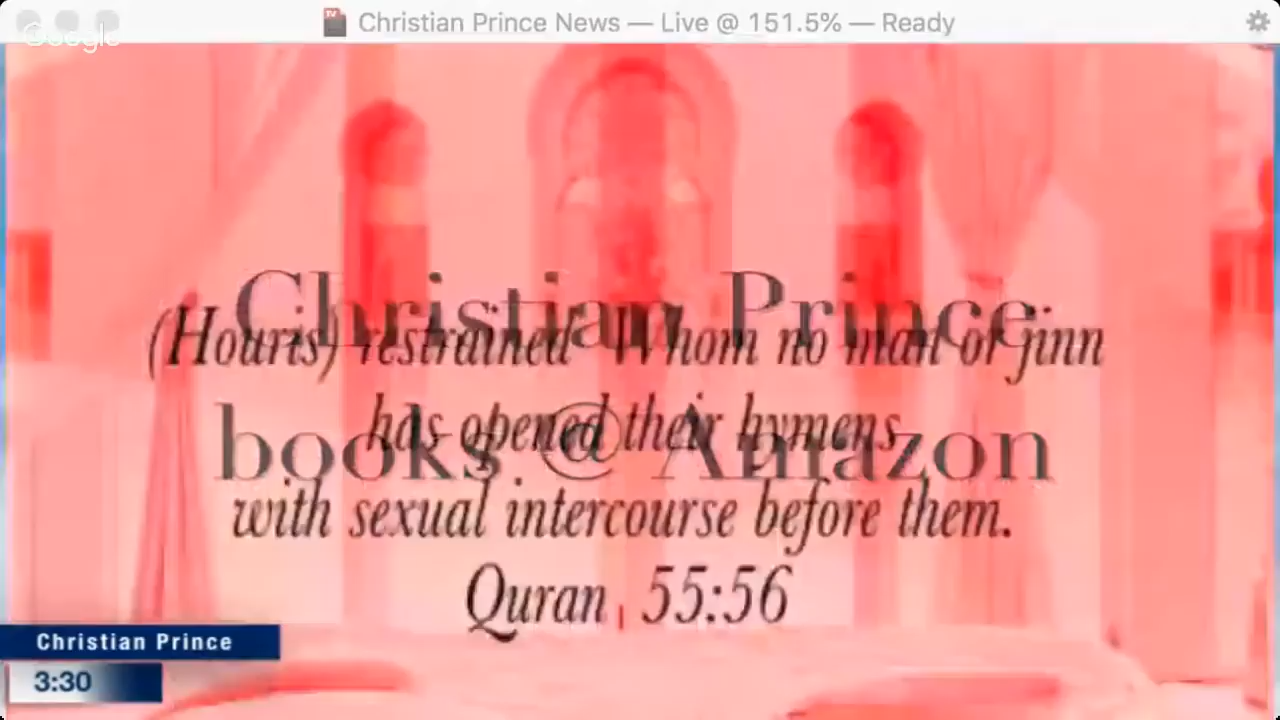 Christian Prince News — Live @ 151.5% — Ready
Google
Christian Prince
(Houris) restrained Whom no man or jinn
has opened their hymens
books @ Amazon
with sexual intercourse before them.
Quran 55:56
Christian Prince
3:30